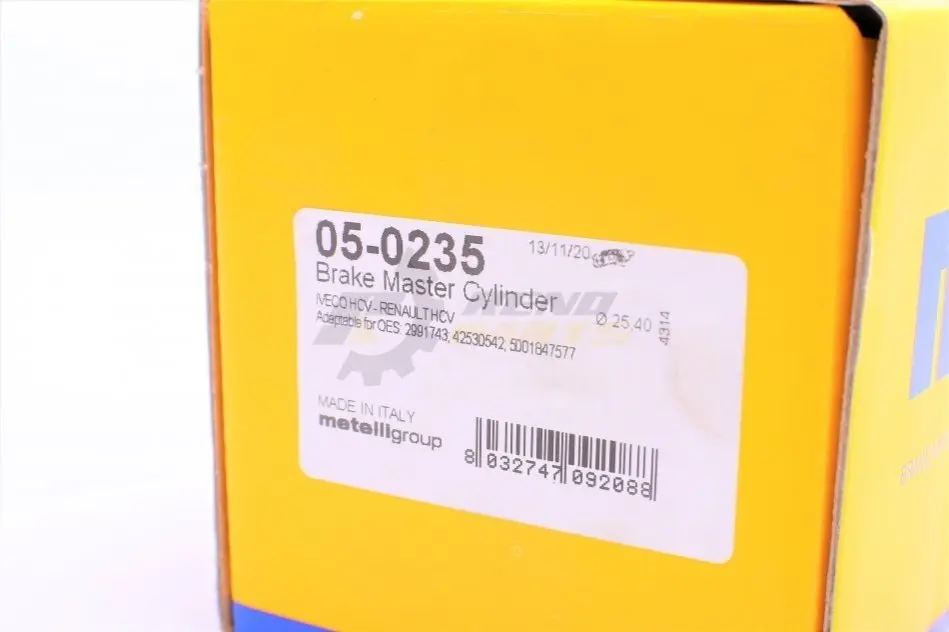 05-0235
13/11/20
Brake Master Cylinder
IVECO HCV - RENAULT HCV
Ø 25,40
4314
Adaptable for OES: 2991743, 42530542, 5001847577
MADE IN ITALY
metelligroup
8 032747 092088